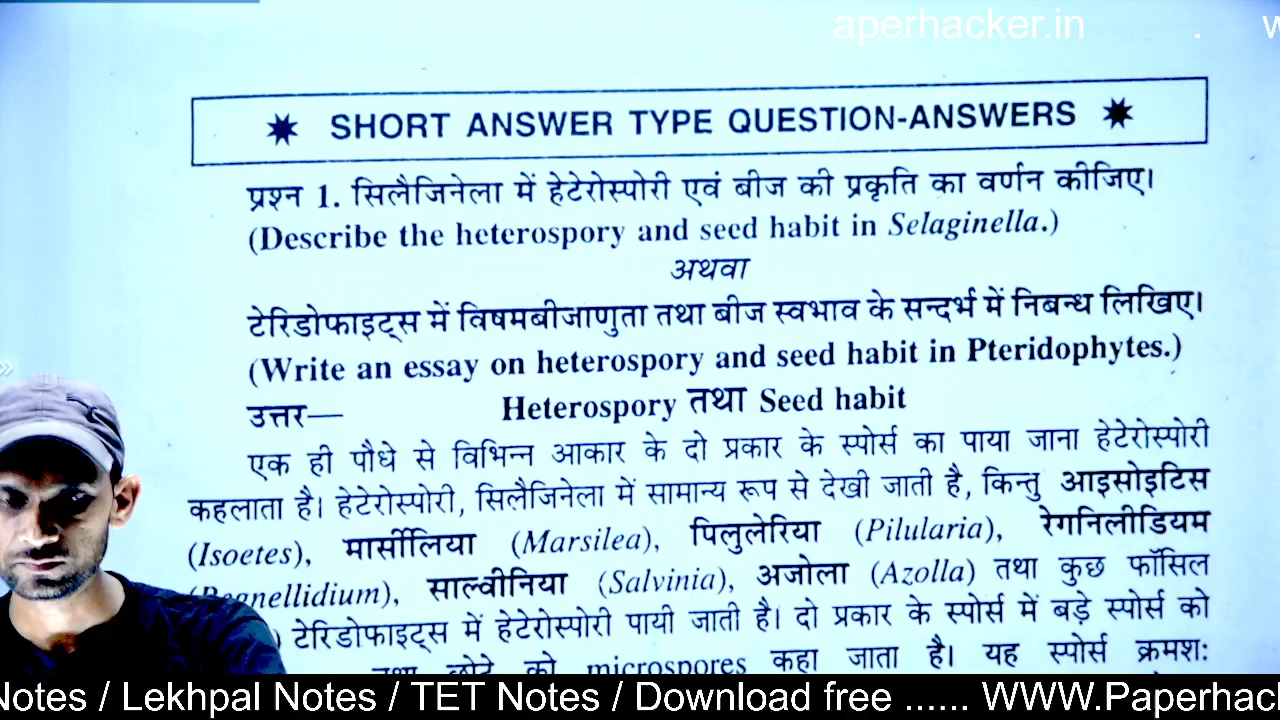 aperhacker.in . w
SHORT ANSWER TYPE QUESTION-ANSWERS
प्रश्न 1. सिलैजिनेला में हेटेरोस्पोरी एवं बीज की प्रकृति का वर्णन कीजिए।
(Describe the heterospory and seed habit in Selaginella.)
अथवा
टेरिडोफाइट्स में विषमबीजाणुता तथा बीज स्वभाव के सन्दर्भ में निबन्ध लिखिए।
(Write an essay on heterospory and seed habit in Pteridophytes.)
उत्तर— Heterospory तथा Seed habit
एक ही पौधे से विभिन्न आकार के दो प्रकार के स्पोर्स का पाया जाना हेटेरोस्पोरी
कहलाता है। हेटेरोस्पोरी, सिलैजिनेला में सामान्य रूप से देखी जाती है, किन्तु आइसोइटिस
(Isoetes), मार्सीलिया (Marsilea), पिलुलेरिया (Pilularia), रेगनिलीडियम
(Regnellidium), साल्वीनिया (Salvinia), अजोला (Azolla) तथा कुछ फॉसिल
) टेरिडोफाइट्स में हेटेरोस्पोरी पायी जाती है। दो प्रकार के स्पोर्स में बड़े स्पोर्स को
तथा छोटे को microspores कहा जाता है। यह स्पोर्स क्रमश:
Notes / Lekhpal Notes / TET Notes / Download free ...... WWW.Paperhac